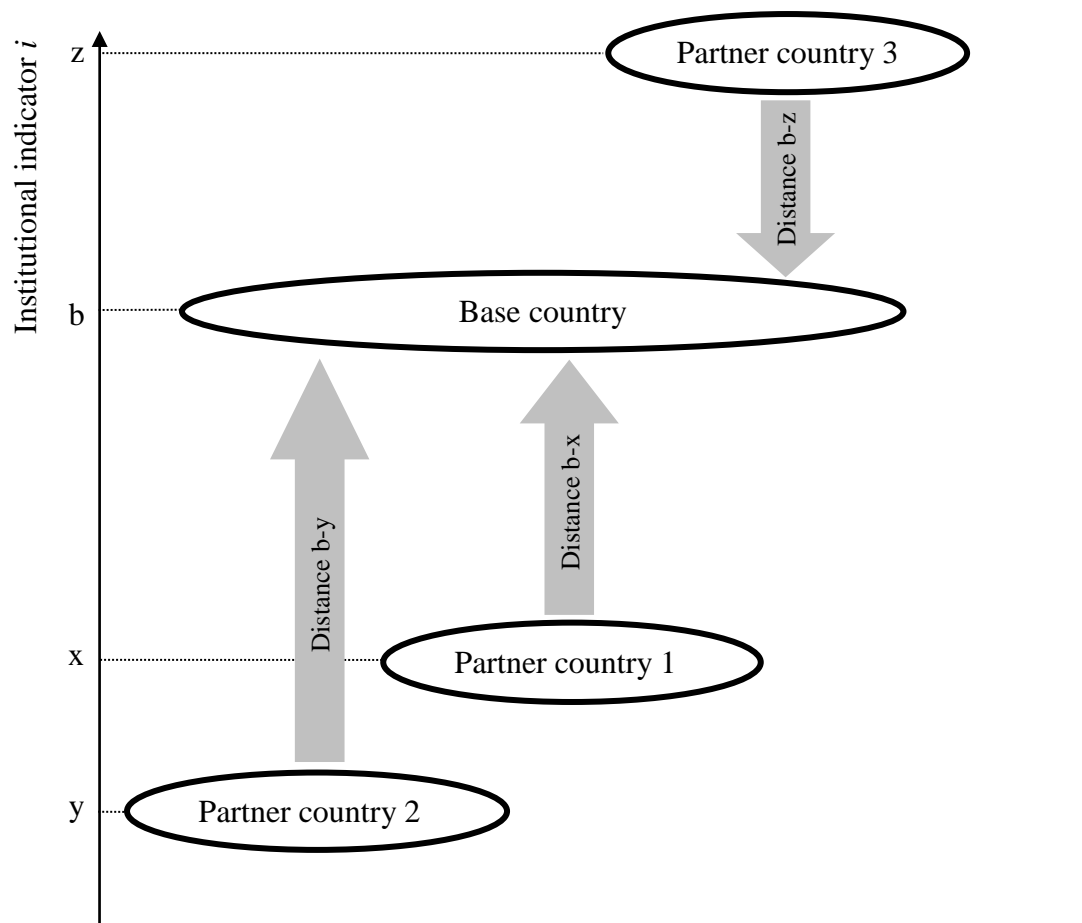 Institutional indicator i
z
Partner country 3
Distance b-z
b
Base country
Distance b-y
Distance b-x
x
Partner country 1
y
Partner country 2